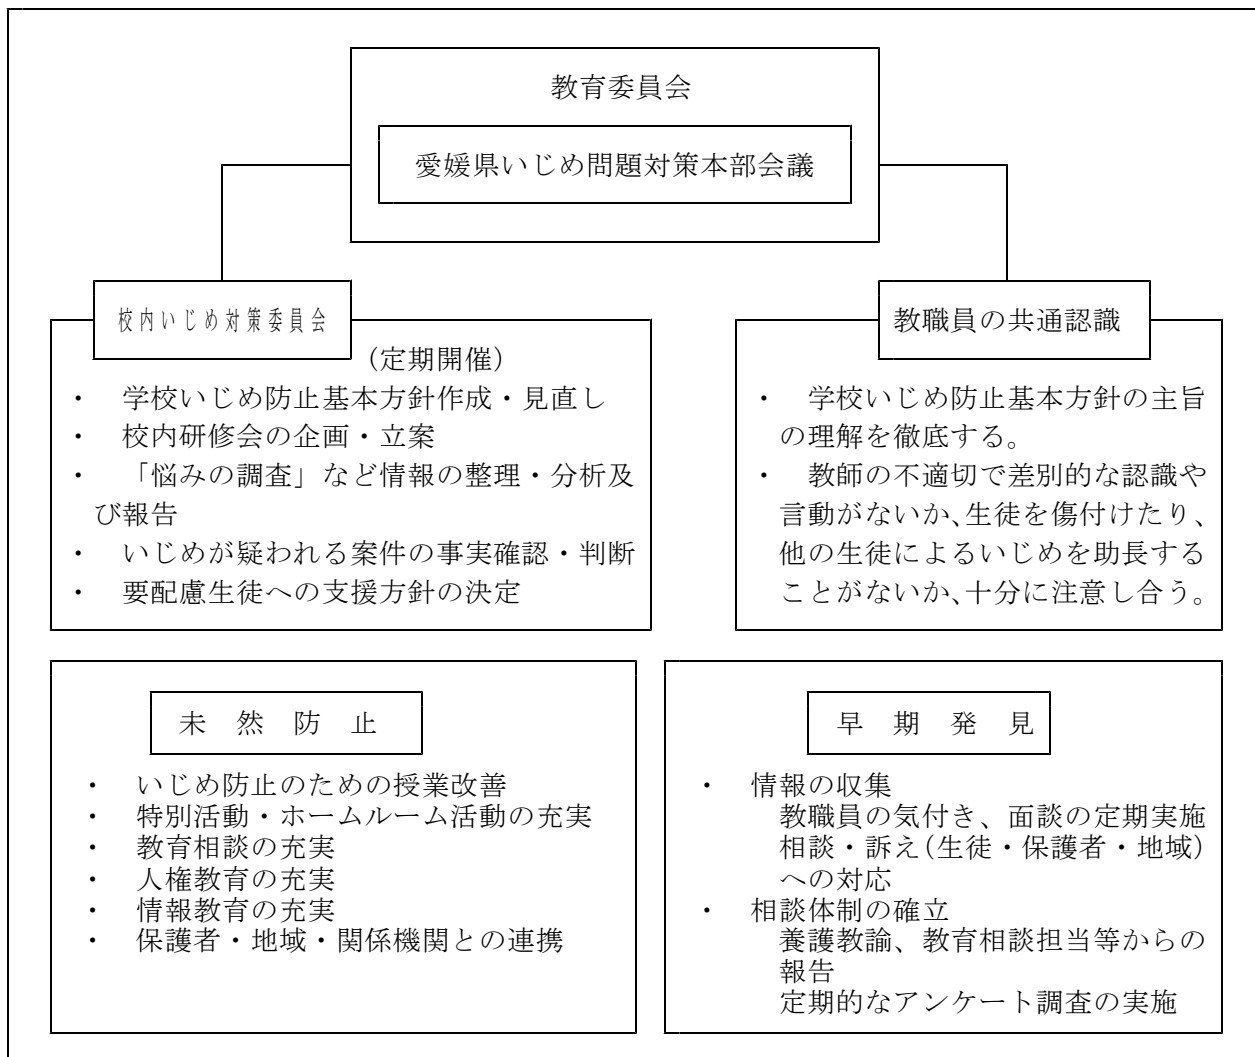 教育委員会
愛媛県いじめ問題対策本部会議
校内いじめ対策委員会
(定期開催)
・ 学校いじめ防止基本方針作成・見直し
・ 校内研修会の企画・立案
・ 「悩みの調査」など情報の整理・分析及
び報告
・ いじめが疑われる案件の事実確認・判断
・ 要配慮生徒への支援方針の決定
教職員の共通認識
・ 学校いじめ防止基本方針の主旨
の理解を徹底する。
・ 教師の不適切で差別的な認識や
言動がないか、生徒を傷付けたり、
他の生徒によるいじめを助長する
ことがないか、十分に注意し合う。
未 然 防 止
・ いじめ防止のための授業改善
・ 特別活動・ホームルーム活動の充実
・ 教育相談の充実
・ 人権教育の充実
・ 情報教育の充実
・ 保護者・地域・関係機関との連携
早 期 発 見
・ 情報の収集
教職員の気付き、面談の定期実施
相談・訴え(生徒・保護者・地域)
への対応
・ 相談体制の確立
養護教諭、教育相談担当等からの
報告
定期的なアンケート調査の実施